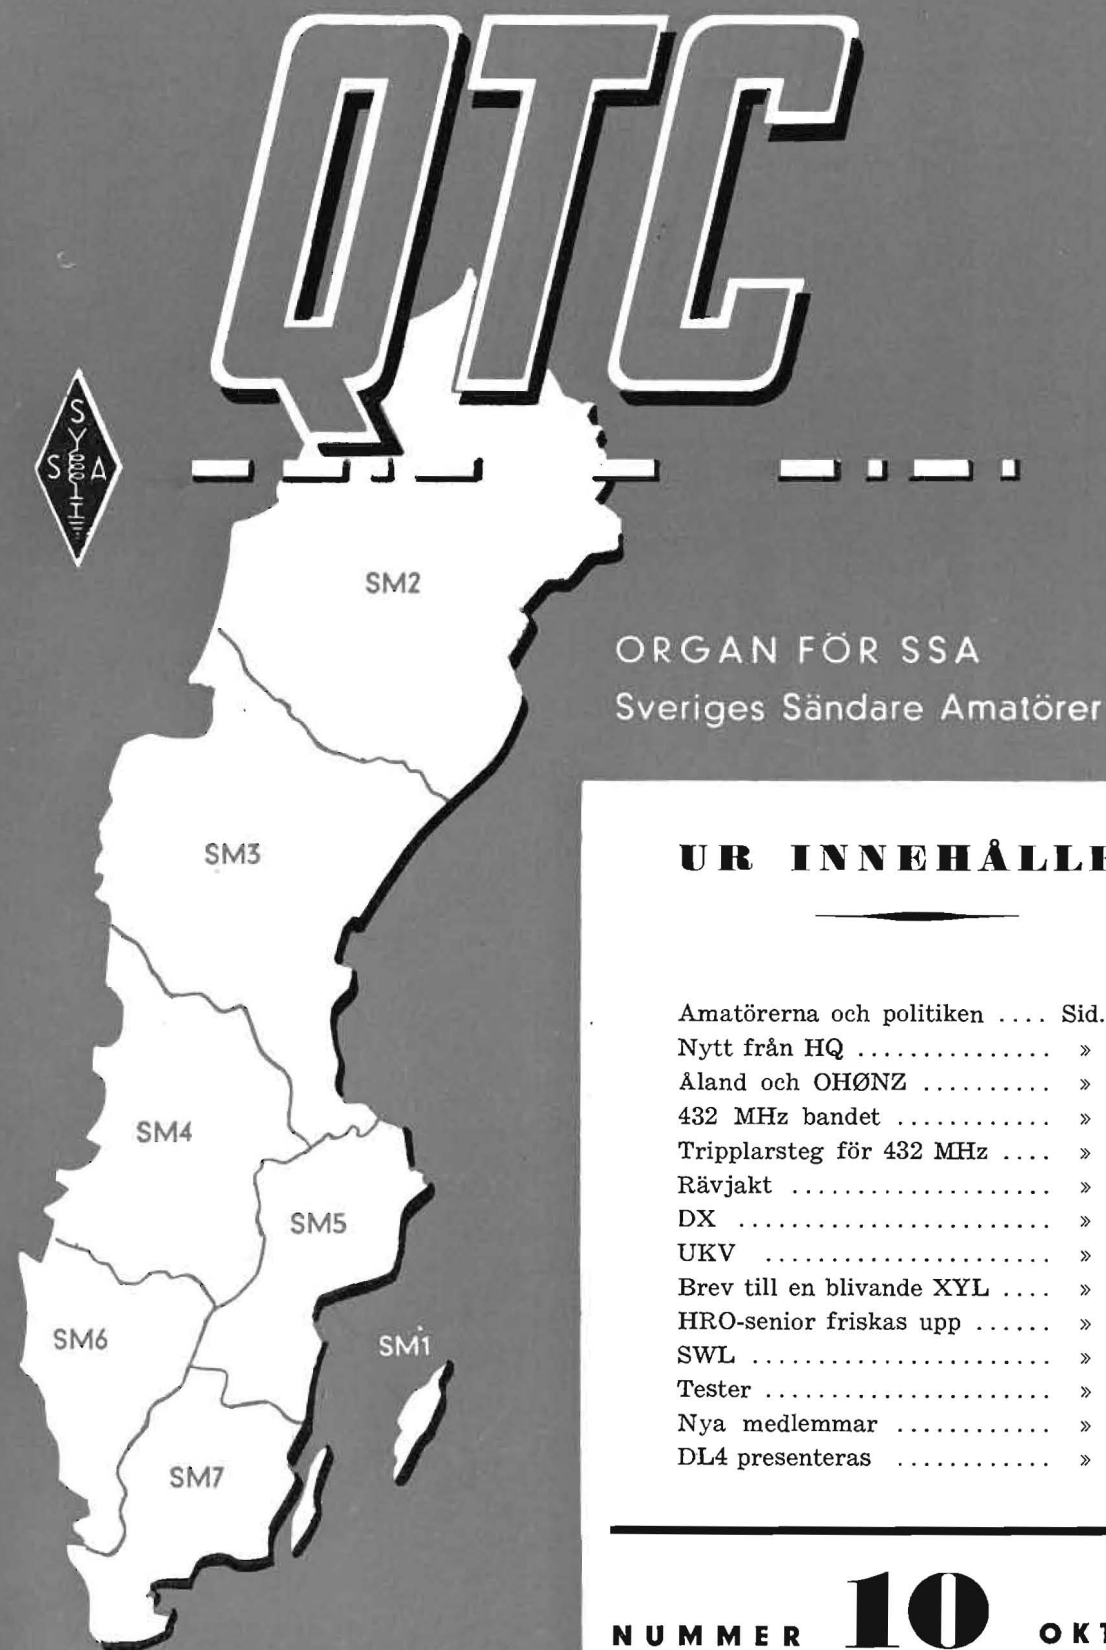 QTC
S
Y
S A
I
SM2
ORGAN FÖR SSA
Sveriges Sändare Amatörer
SM3
SM4
SM5
SM6
SM1
SM7
UR INNEHÅLLE
Amatörerna och politiken .... Sid.
Nytt från HQ ............... »
Åland och OHØNZ .......... »
432 MHz bandet ............ »
Tripplarsteg för 432 MHz .... »
Rävjakt ..................... »
DX ........................ »
UKV ...................... »
Brev till en blivande XYL .... »
HRO-senior friskas upp ...... »
SWL ....................... »
Tester ...................... »
Nya medlemmar ............ »
DL4 presenteras ............ »
NUMMER 10 OKT